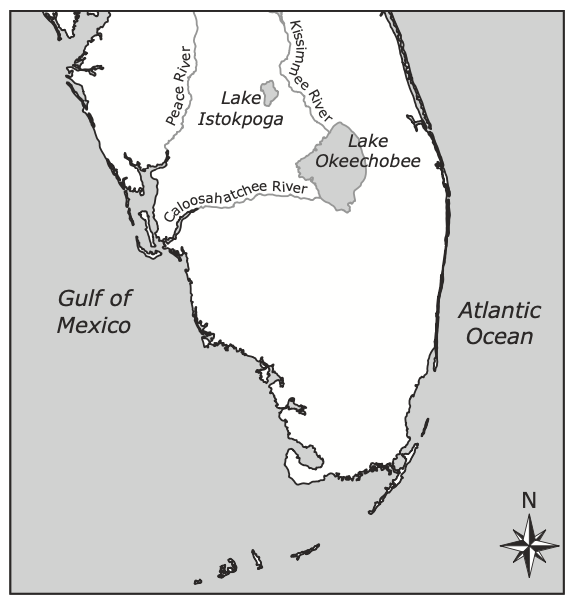 Peace River
Kissimmee River
Lake
Istokpoga
Lake
Okeechobee
Caloosahatchee River
Gulf of
Mexico
Atlantic
Ocean
N